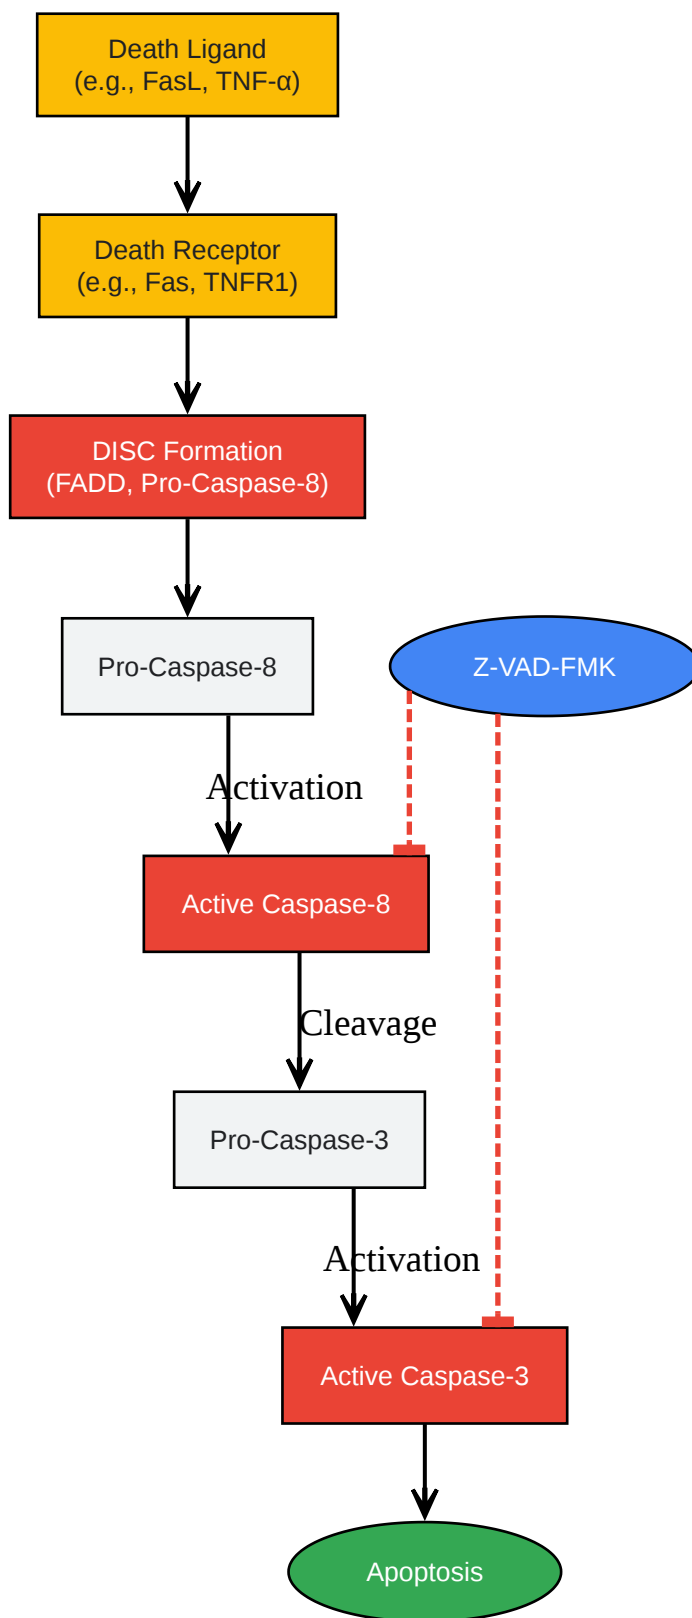 Death Ligand
(e.g., FasL, TNF-α)
Death Receptor
(e.g., Fas, TNFR1)
DISC Formation
(FADD, Pro-Caspase-8)
Pro-Caspase-8
Z-VAD-FMK
Activation
Active Caspase-8
Cleavage
Pro-Caspase-3
Activation
Active Caspase-3
Apoptosis